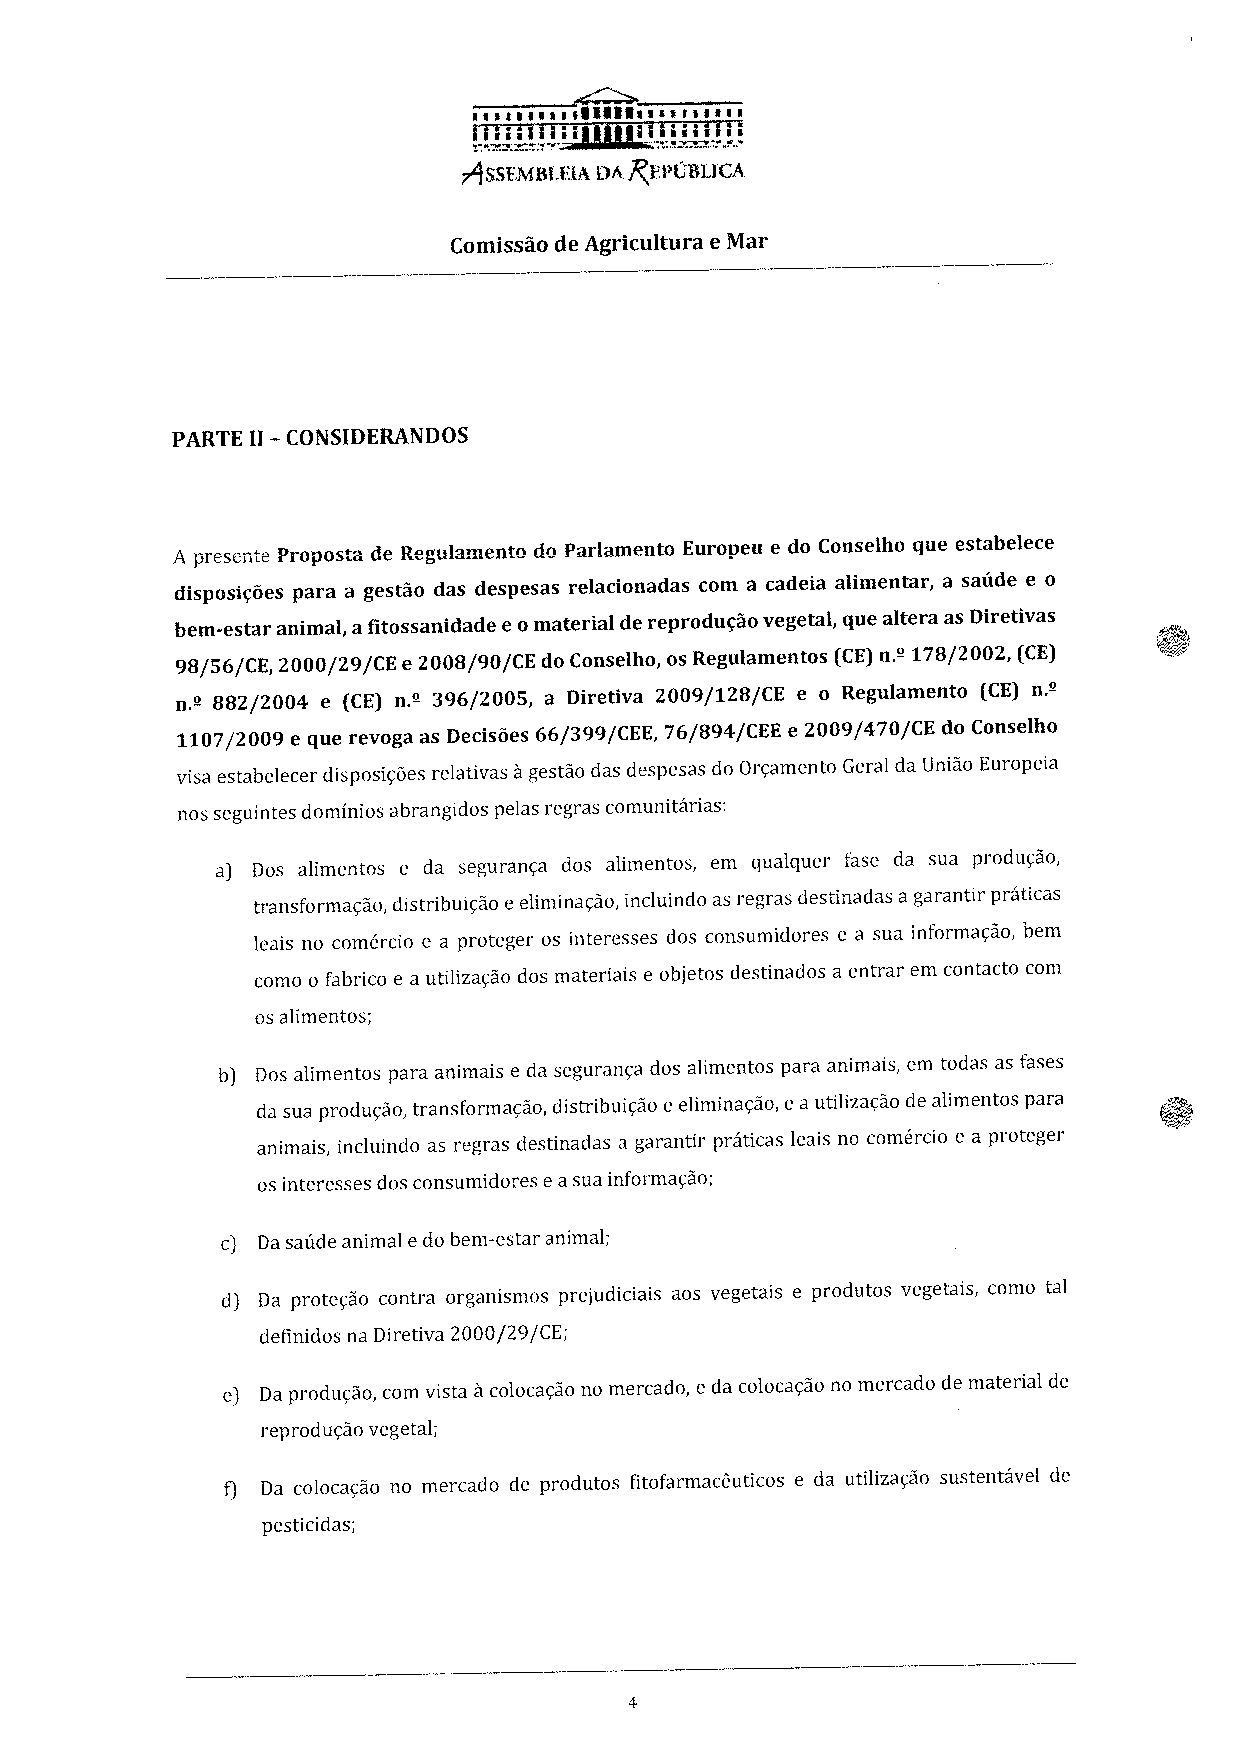 ASSEMBLEIA DA REPÚBLICA
Comissão de Agricultura e Mar
PARTE II – CONSIDERANDOS
A presente Proposta de Regulamento do Parlamento Europeu e do Conselho que estabelece
disposições para a gestão das despesas relacionadas com a cadeia alimentar, a saúde e o
bem-estar animal, a fitossanidade e o material de reprodução vegetal, que altera as Diretivas
98/56/CE, 2000/29/CE e 2008/90/CE do Conselho, os Regulamentos (CE) n.º 178/2002, (CE)
n.º 882/2004 e (CE) n.º 396/2005, a Diretiva 2009/128/CE e o Regulamento (CE) n.º
1107/2009 e que revoga as Decisões 66/399/CEE, 76/894/CEE e 2009/470/CE do Conselho
visa estabelecer disposições relativas à gestão das despesas do Orçamento Geral da União Europeia
nos seguintes domínios abrangidos pelas regras comunitárias:
a) Dos alimentos e da segurança dos alimentos, em qualquer fase da sua produção,
transformação, distribuição e eliminação, incluindo as regras destinadas a garantir práticas
leais no comércio e a proteger os interesses dos consumidores e a sua informação, bem
como o fabrico e a utilização dos materiais e objetos destinados a entrar em contacto com
os alimentos;
b) Dos alimentos para animais e da segurança dos alimentos para animais, em todas as fases
da sua produção, transformação, distribuição e eliminação, e a utilização de alimentos para
animais, incluindo as regras destinadas a garantir práticas leais no comércio e a proteger
os interesses dos consumidores e a sua informação;
c) Da saúde animal e do bem-estar animal;
d) Da proteção contra organismos prejudiciais aos vegetais e produtos vegetais, como tal
definidos na Diretiva 2000/29/CE;
e) Da produção, com vista à colocação no mercado, e da colocação no mercado de material de
reprodução vegetal;
f) Da colocação no mercado de produtos fitofarmacêuticos e da utilização sustentável de
pesticidas;
4